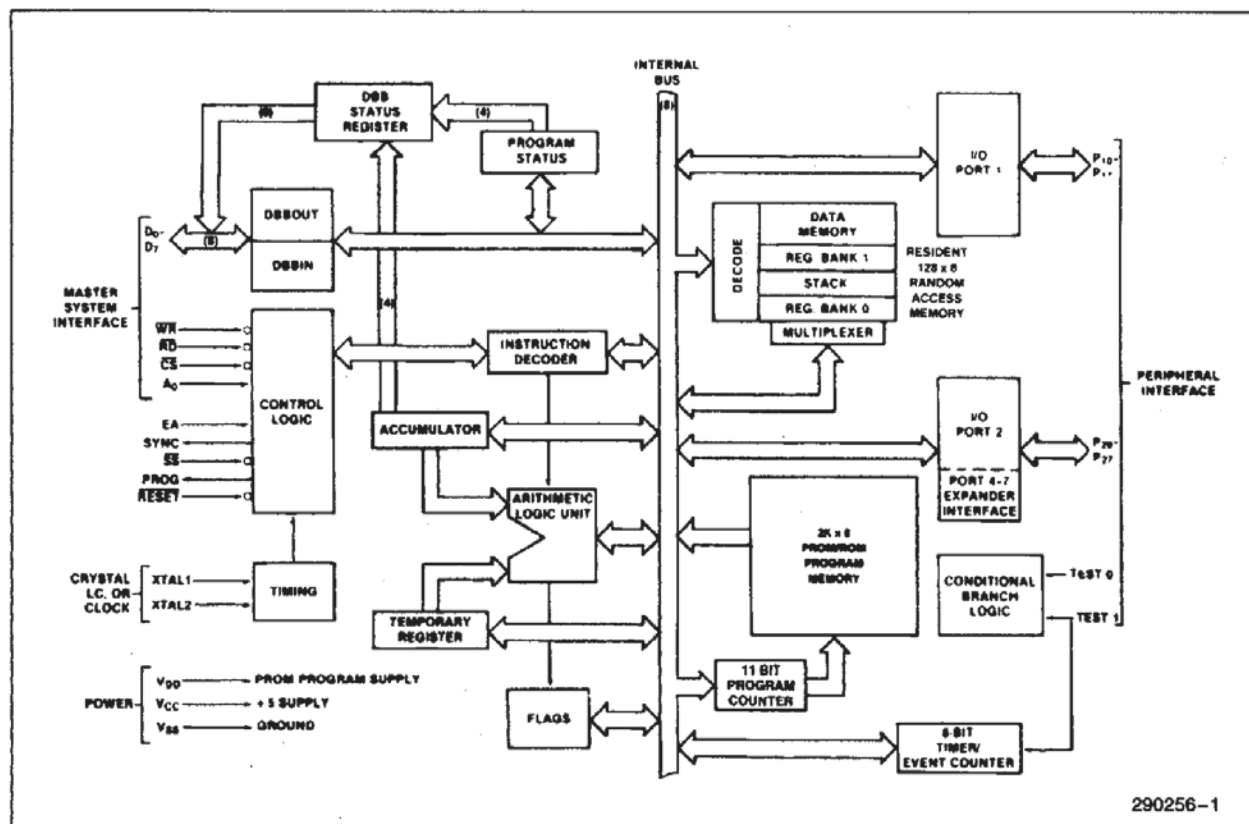 INTERNAL
BUS
(8)
DBB
STATUS
REGISTER
(4)
PROGRAM
STATUS
I/O
PORT 1
P10-
P17
DBBOUT
DBBIN
D0-
D7
(8)
MASTER
SYSTEM
INTERFACE
WR
RD
CS
A0
CONTROL
LOGIC
EA
SYNC
SS
PROG
RESET
(4)
INSTRUCTION
DECODER
ACCUMULATOR
ARITHMETIC
LOGIC UNIT
TEMPORARY
REGISTER
FLAGS
DECODE
DATA
MEMORY
REG. BANK 1
STACK
REG. BANK 0
MULTIPLEXER
RESIDENT
128 x 8
RANDOM
ACCESS
MEMORY
PERIPHERAL
INTERFACE
I/O
PORT 2
PORT 4-7
EXPANDER
INTERFACE
P20-
P27
2K x 8
PROM/ROM
PROGRAM
MEMORY
CONDITIONAL
BRANCH
LOGIC
TEST 0
TEST 1
11 BIT
PROGRAM
COUNTER
8-BIT
TIMER/
EVENT COUNTER
CRYSTAL
LC, OR
CLOCK
XTAL1
XTAL2
TIMING
POWER
VDD
PROM PROGRAM SUPPLY
VCC
+ 5 SUPPLY
VSS
GROUND
290256-1